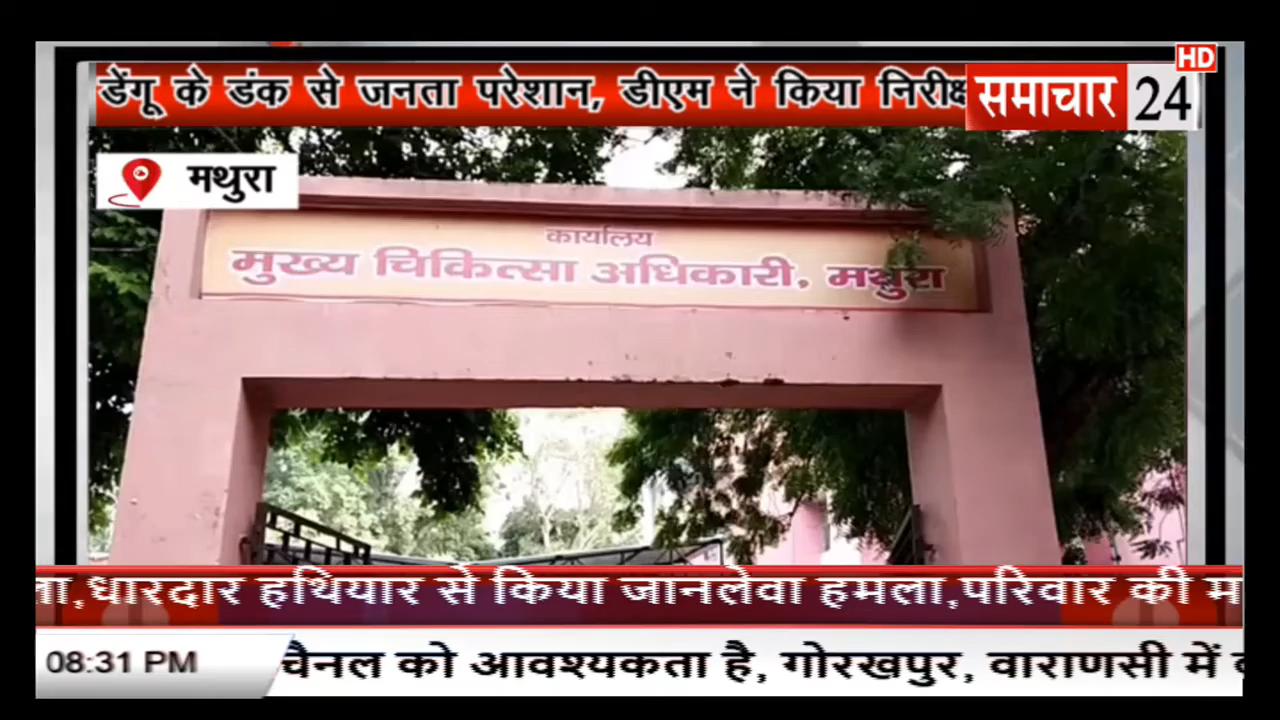 HD
डेंगू के डंक से जनता परेशान, डीएम ने किया
समाचार 24
मथुरा
कार्यालय
मुख्य चिकित्सा अधिकारी, मथुरा
धारदार हथियार से किया जानलेवा हमला,परिवार की
08:31 PM
चैनल को आवश्यकता है, गोरखपुर, वाराणसी में